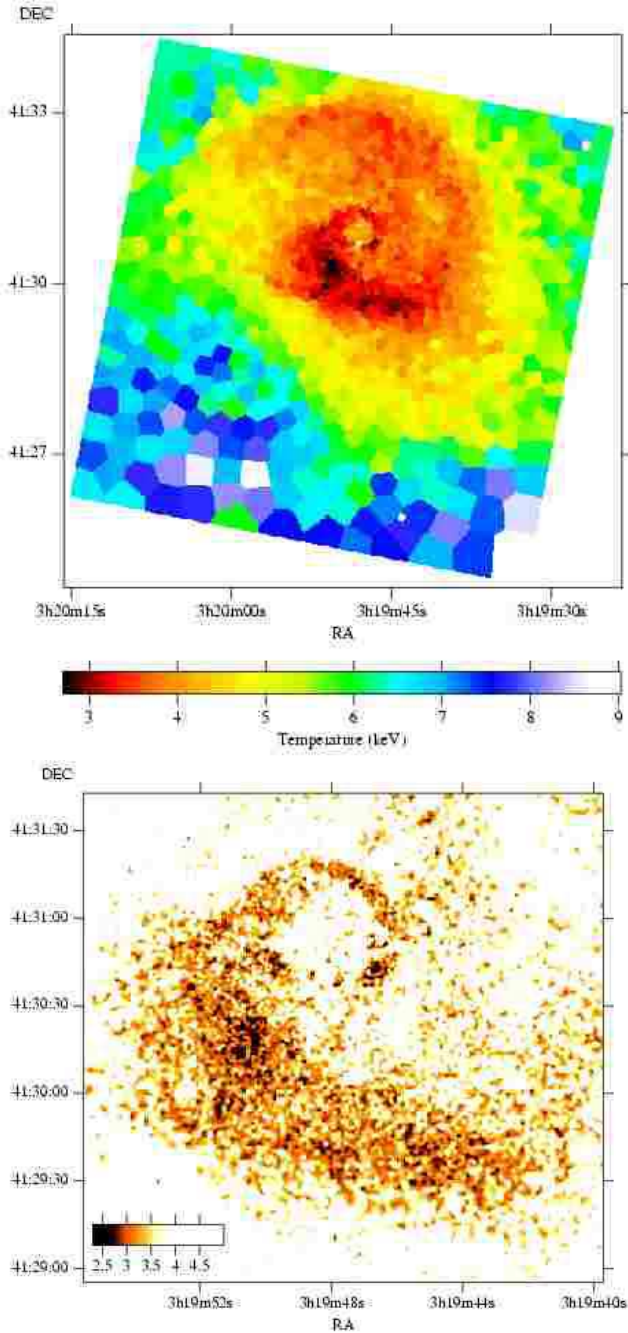 DEC
41:33
41:30
41:27
3h20m15s 3h20m00s 3h19m45s 3h19m30s
RA
3 4 5 6 7 8 9
Temperature (keV)
DEC
41:31:30
41:31:00
41:30:30
41:30:00
41:29:30
41:29:00
2.5 3 3.5 4.5
3h19m52s 3h19m48s 3h19m44s 3h19m40s
RA